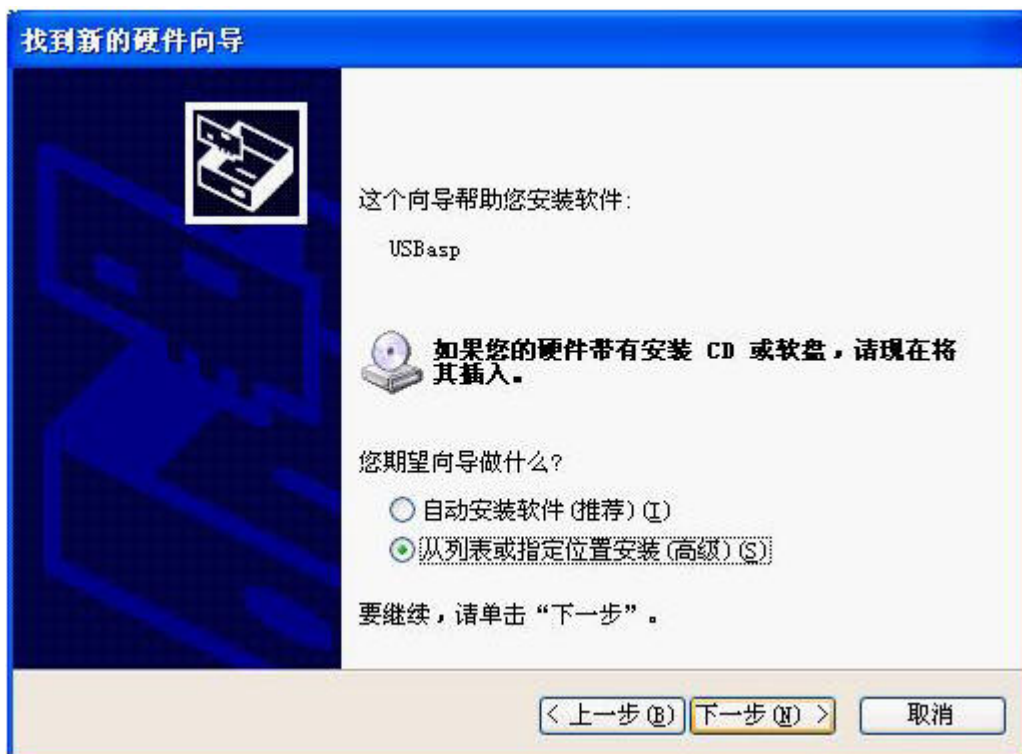 找到新的硬件向导
这个向导帮助您安装软件:
USBasp
如果您的硬件带有安装 CD 或软盘，请现在将
其插入。
您期望向导做什么?
自动安装软件(推荐)(I)
从列表或指定位置安装(高级)(S)
要继续，请单击“下一步”。
< 上一步(B) 下一步(N) > 取消